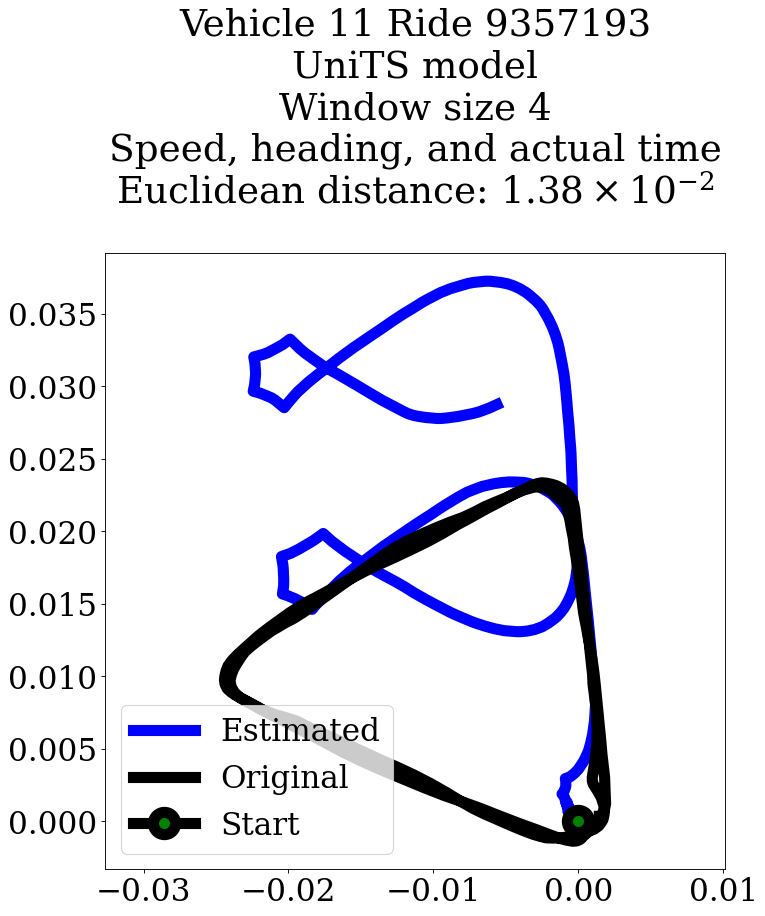 Vehicle 11 Ride 9357193
UniTS model
Window size 4
Speed, heading, and actual time
Euclidean distance: 1.38 × 10⁻²
0.035
0.030
0.025
0.020
0.015
0.010
0.005
0.000
Estimated
Original
Start
−0.03 −0.02 −0.01 0.00 0.01